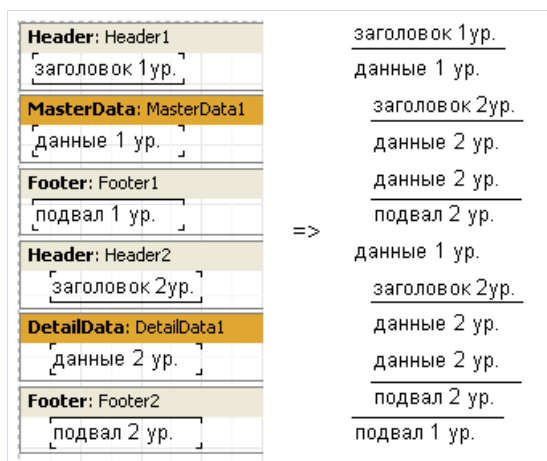 Header: Header1
заголовок 1ур.
MasterData: MasterData1
данные 1 ур.
Footer: Footer1
подвал 1 ур.
Header: Header2
заголовок 2ур.
DetailData: DetailData1
данные 2 ур.
Footer: Footer2
подвал 2 ур.
=>
заголовок 1ур.
данные 1 ур.
заголовок 2ур.
данные 2 ур.
данные 2 ур.
подвал 2 ур.
данные 1 ур.
заголовок 2ур.
данные 2 ур.
данные 2 ур.
подвал 2 ур.
подвал 1 ур.